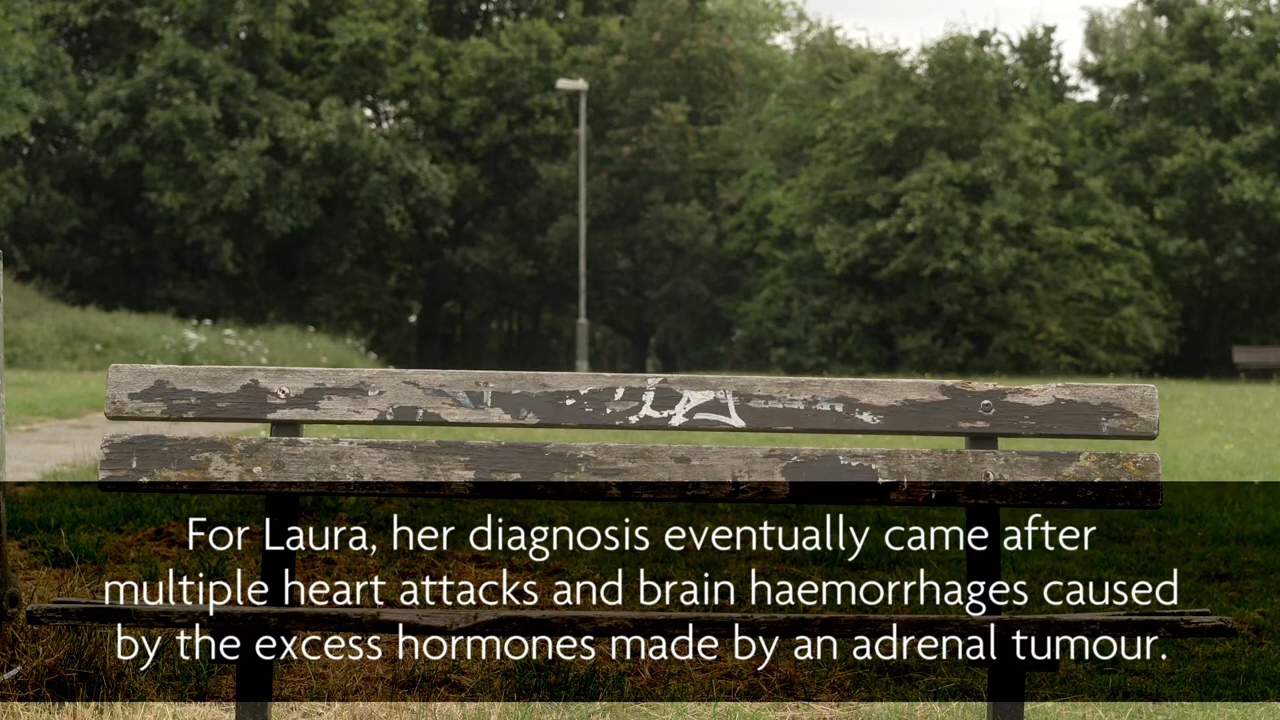 For Laura, her diagnosis eventually came after
multiple heart attacks and brain haemorrhages caused
by the excess hormones made by an adrenal tumour.